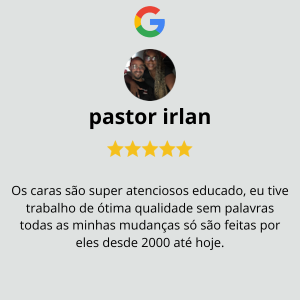 G
pastor irlan
Os caras são super atenciosos educado, eu tive
trabalho de ótima qualidade sem palavras
todas as minhas mudanças só são feitas por
eles desde 2000 até hoje.